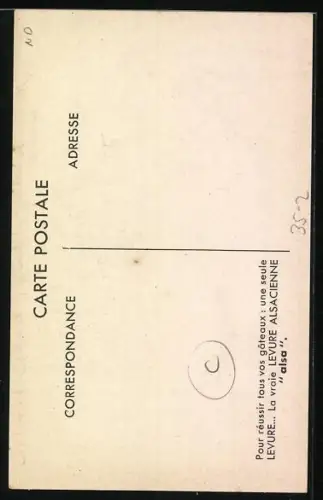 CARTE POSTALE
CORRESPONDANCE
ADRESSE
Pour réussir tous vos gâteaux : une seule
LEVURE... La vraie LEVURE ALSACIENNE
"alsa".
C
35-2
NO